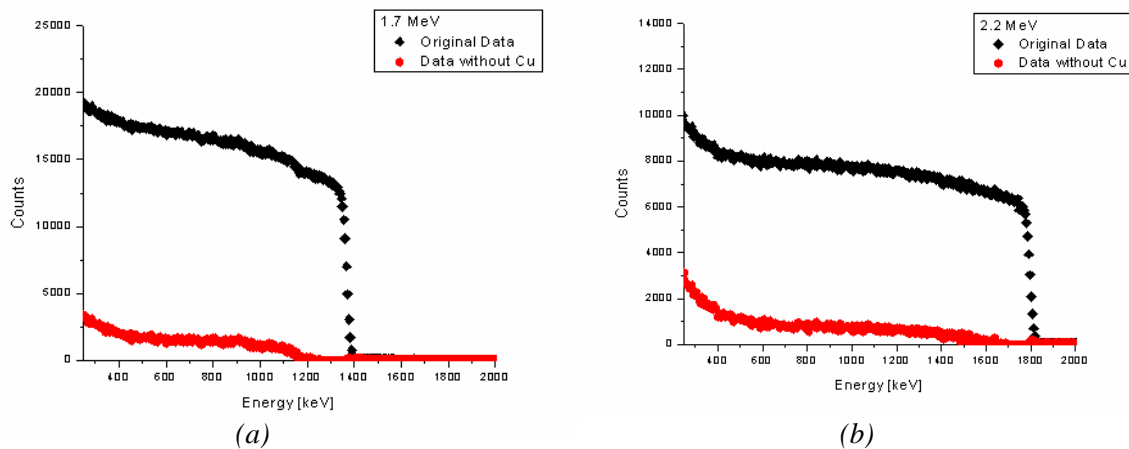 1.7 MeV
Original Data
Data without Cu
25000
20000
15000
10000
5000
0
Counts
400 600 800 1000 1200 1400 1600 1800 2000
Energy [keV]
(a)
2.2 MeV
Original Data
Data without Cu
14000
12000
10000
8000
6000
4000
2000
0
Counts
400 600 800 1000 1200 1400 1600 1800 2000
Energy [keV]
(b)